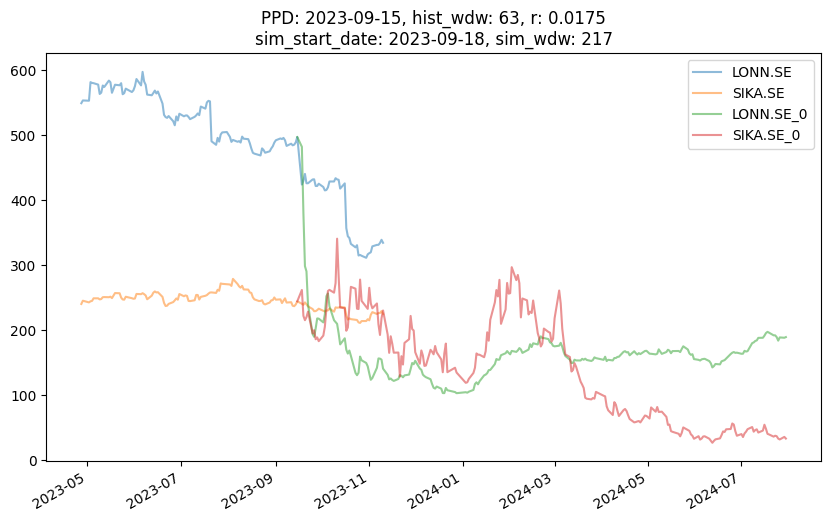 PPD: 2023-09-15, hist_wdw: 63, r: 0.0175
sim_start_date: 2023-09-18, sim_wdw: 217
LONN.SE
SIKA.SE
LONN.SE_0
SIKA.SE_0
600
500
400
300
200
100
0
2023-05
2023-07
2023-09
2023-11
2024-01
2024-03
2024-05
2024-07